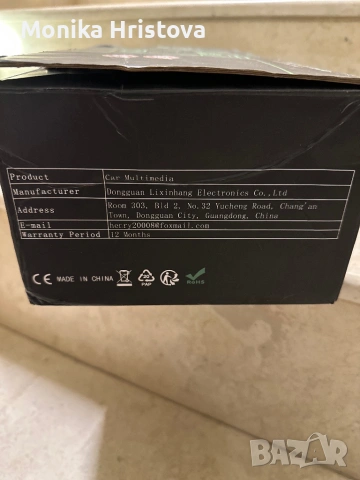 Monika Hristova
Product Car Multimedia
Manufacturer Dongguan Lixinhang Electronics Co.,Ltd
Address Room 303, Bld 2, No.32 Yucheng Road, Chang'an
Town, Dongguan City, Guangdong, China
E-mail herry20008@foxmail.com
Warranty Period 12 Months
CE MADE IN CHINA PAP RoHS
BAZAR